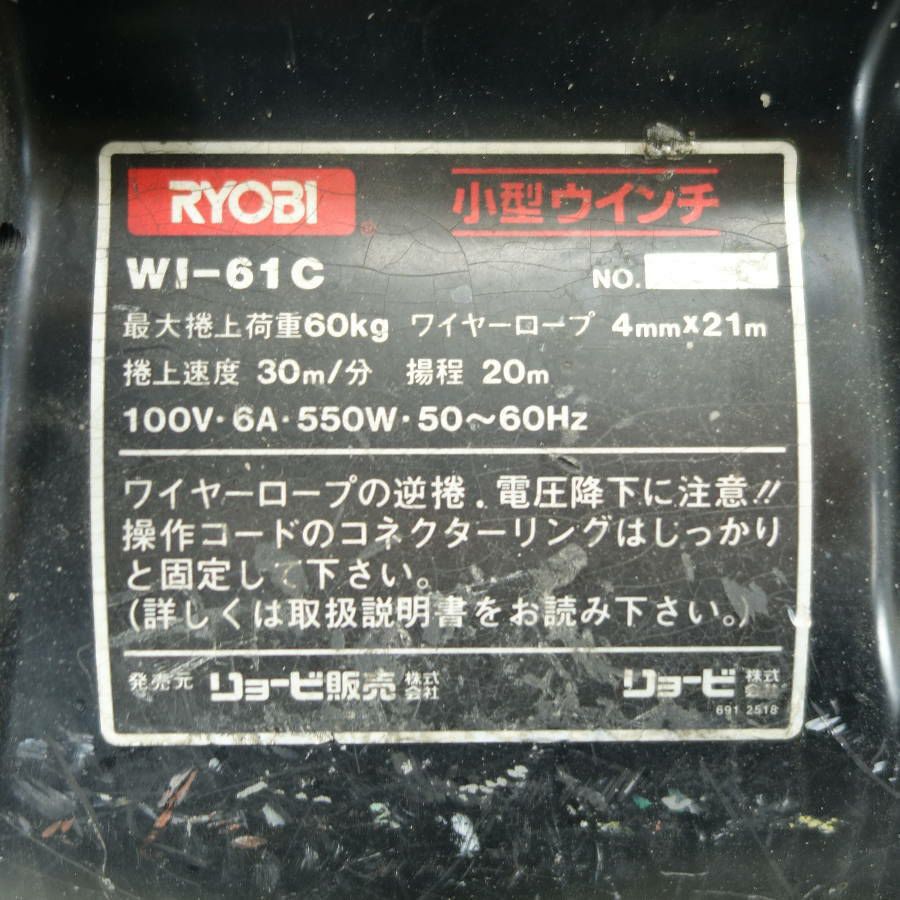 RYOBI® 小型ウインチ
WI-61C NO.
最大捲上荷重60kg ワイヤーロープ 4mm×21m
捲上速度 30m/分 揚程 20m
100V・6A・550W・50〜60Hz
ワイヤーロープの逆捲、電圧降下に注意!!
操作コードのコネクターリングはしっかり
と固定して下さい。
(詳しくは取扱説明書をお読み下さい。)
発売元 リョービ販売株式会社 リョービ株式会社
691 2518